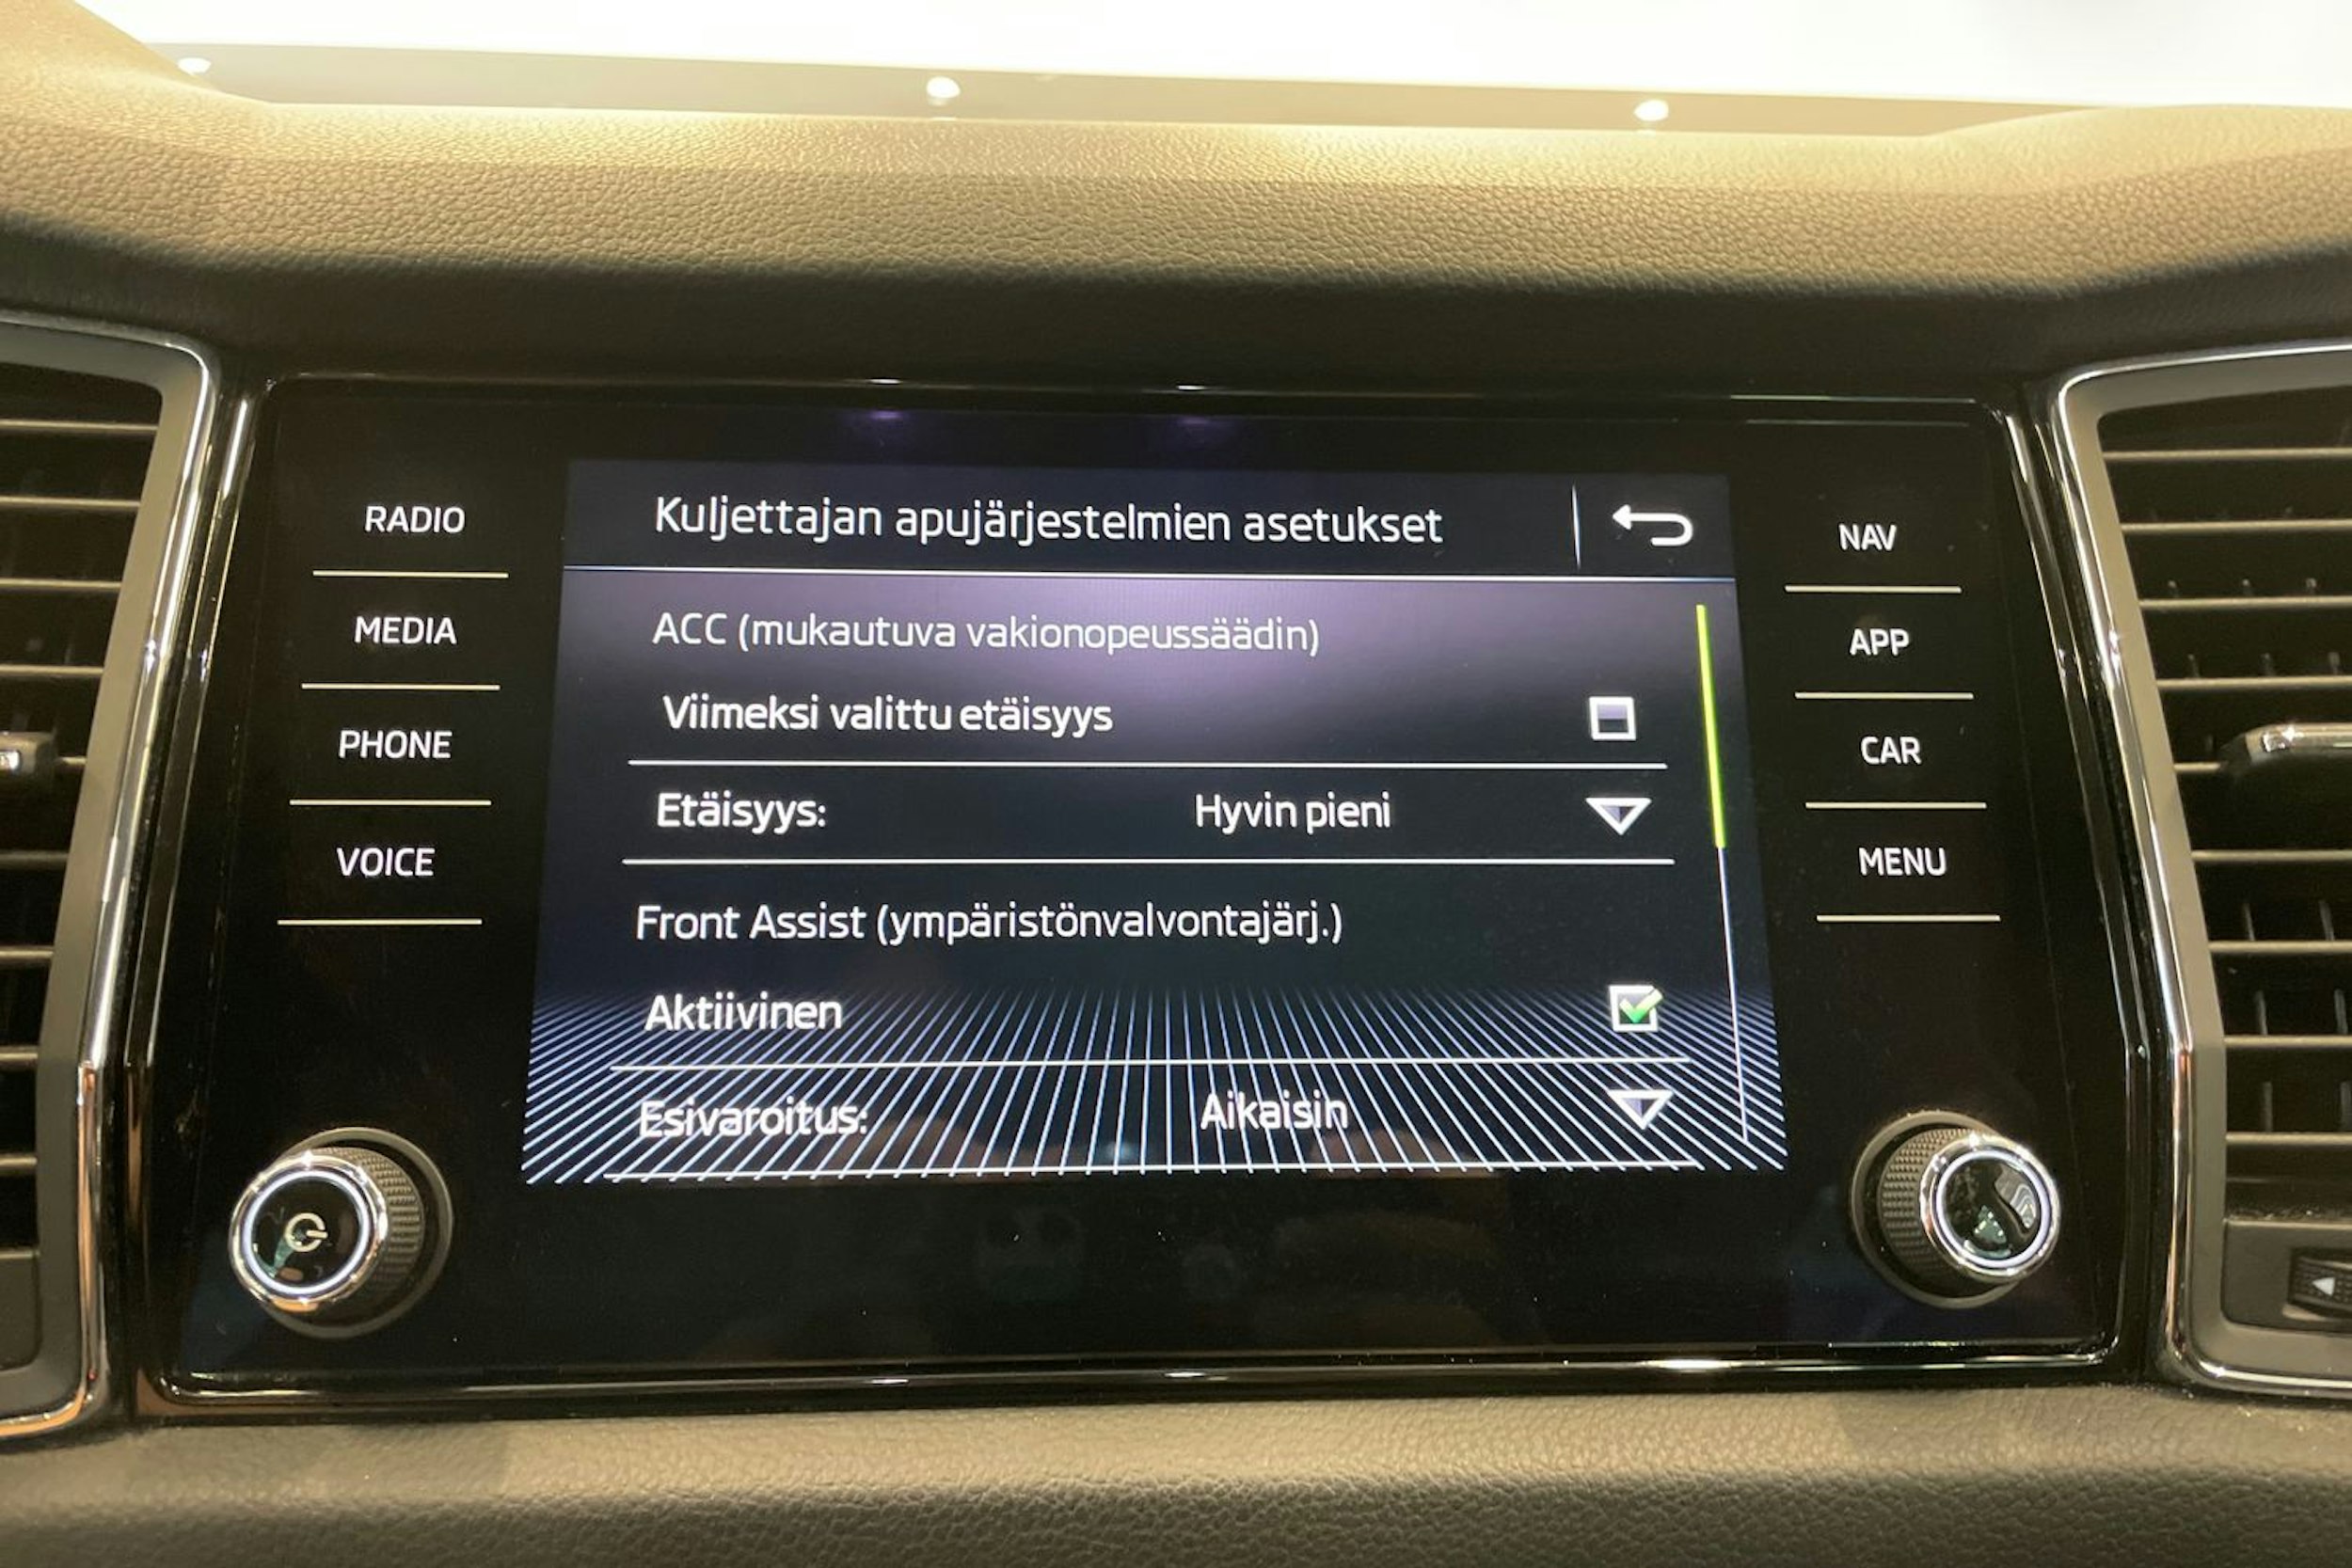 RADIO
MEDIA
PHONE
VOICE
Kuljettajan apujärjestelmien asetukset
ACC (mukautuva vakionopeussäädin)
Viimeksi valittu etäisyys
Etäisyys: Hyvin pieni
Front Assist (ympäristönvalvontajärj.)
Aktiivinen
Esivaroitus: Aikaisin
NAV
APP
CAR
MENU